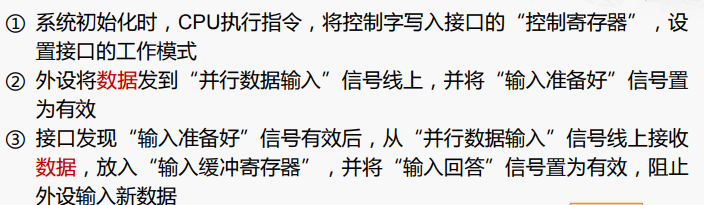 ① 系统初始化时，CPU执行指令，将控制字写入接口的“控制寄存器”，设
置接口的工作模式
② 外设将数据发到“并行数据输入”信号线上，并将“输入准备好”信号置
为有效
③ 接口发现“输入准备好”信号有效后，从“并行数据输入”信号线上接收
数据，放入“输入缓冲寄存器”，并将“输入回答”信号置为有效，阻止
外设输入新数据